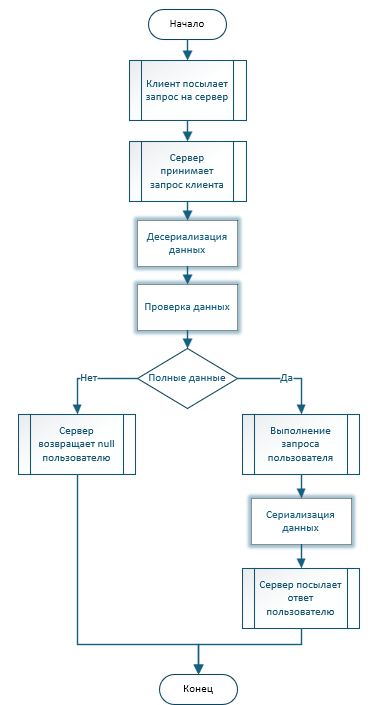 Начало
Клиент посылает
запрос на сервер
Сервер
принимает
запрос клиента
Десериализация
данных
Проверка данных
Нет
Полные данные
Да
Сервер
возвращает null
пользователю
Выполнение
запроса
пользователя
Сериализация
данных
Сервер посылает
ответ
пользователю
Конец